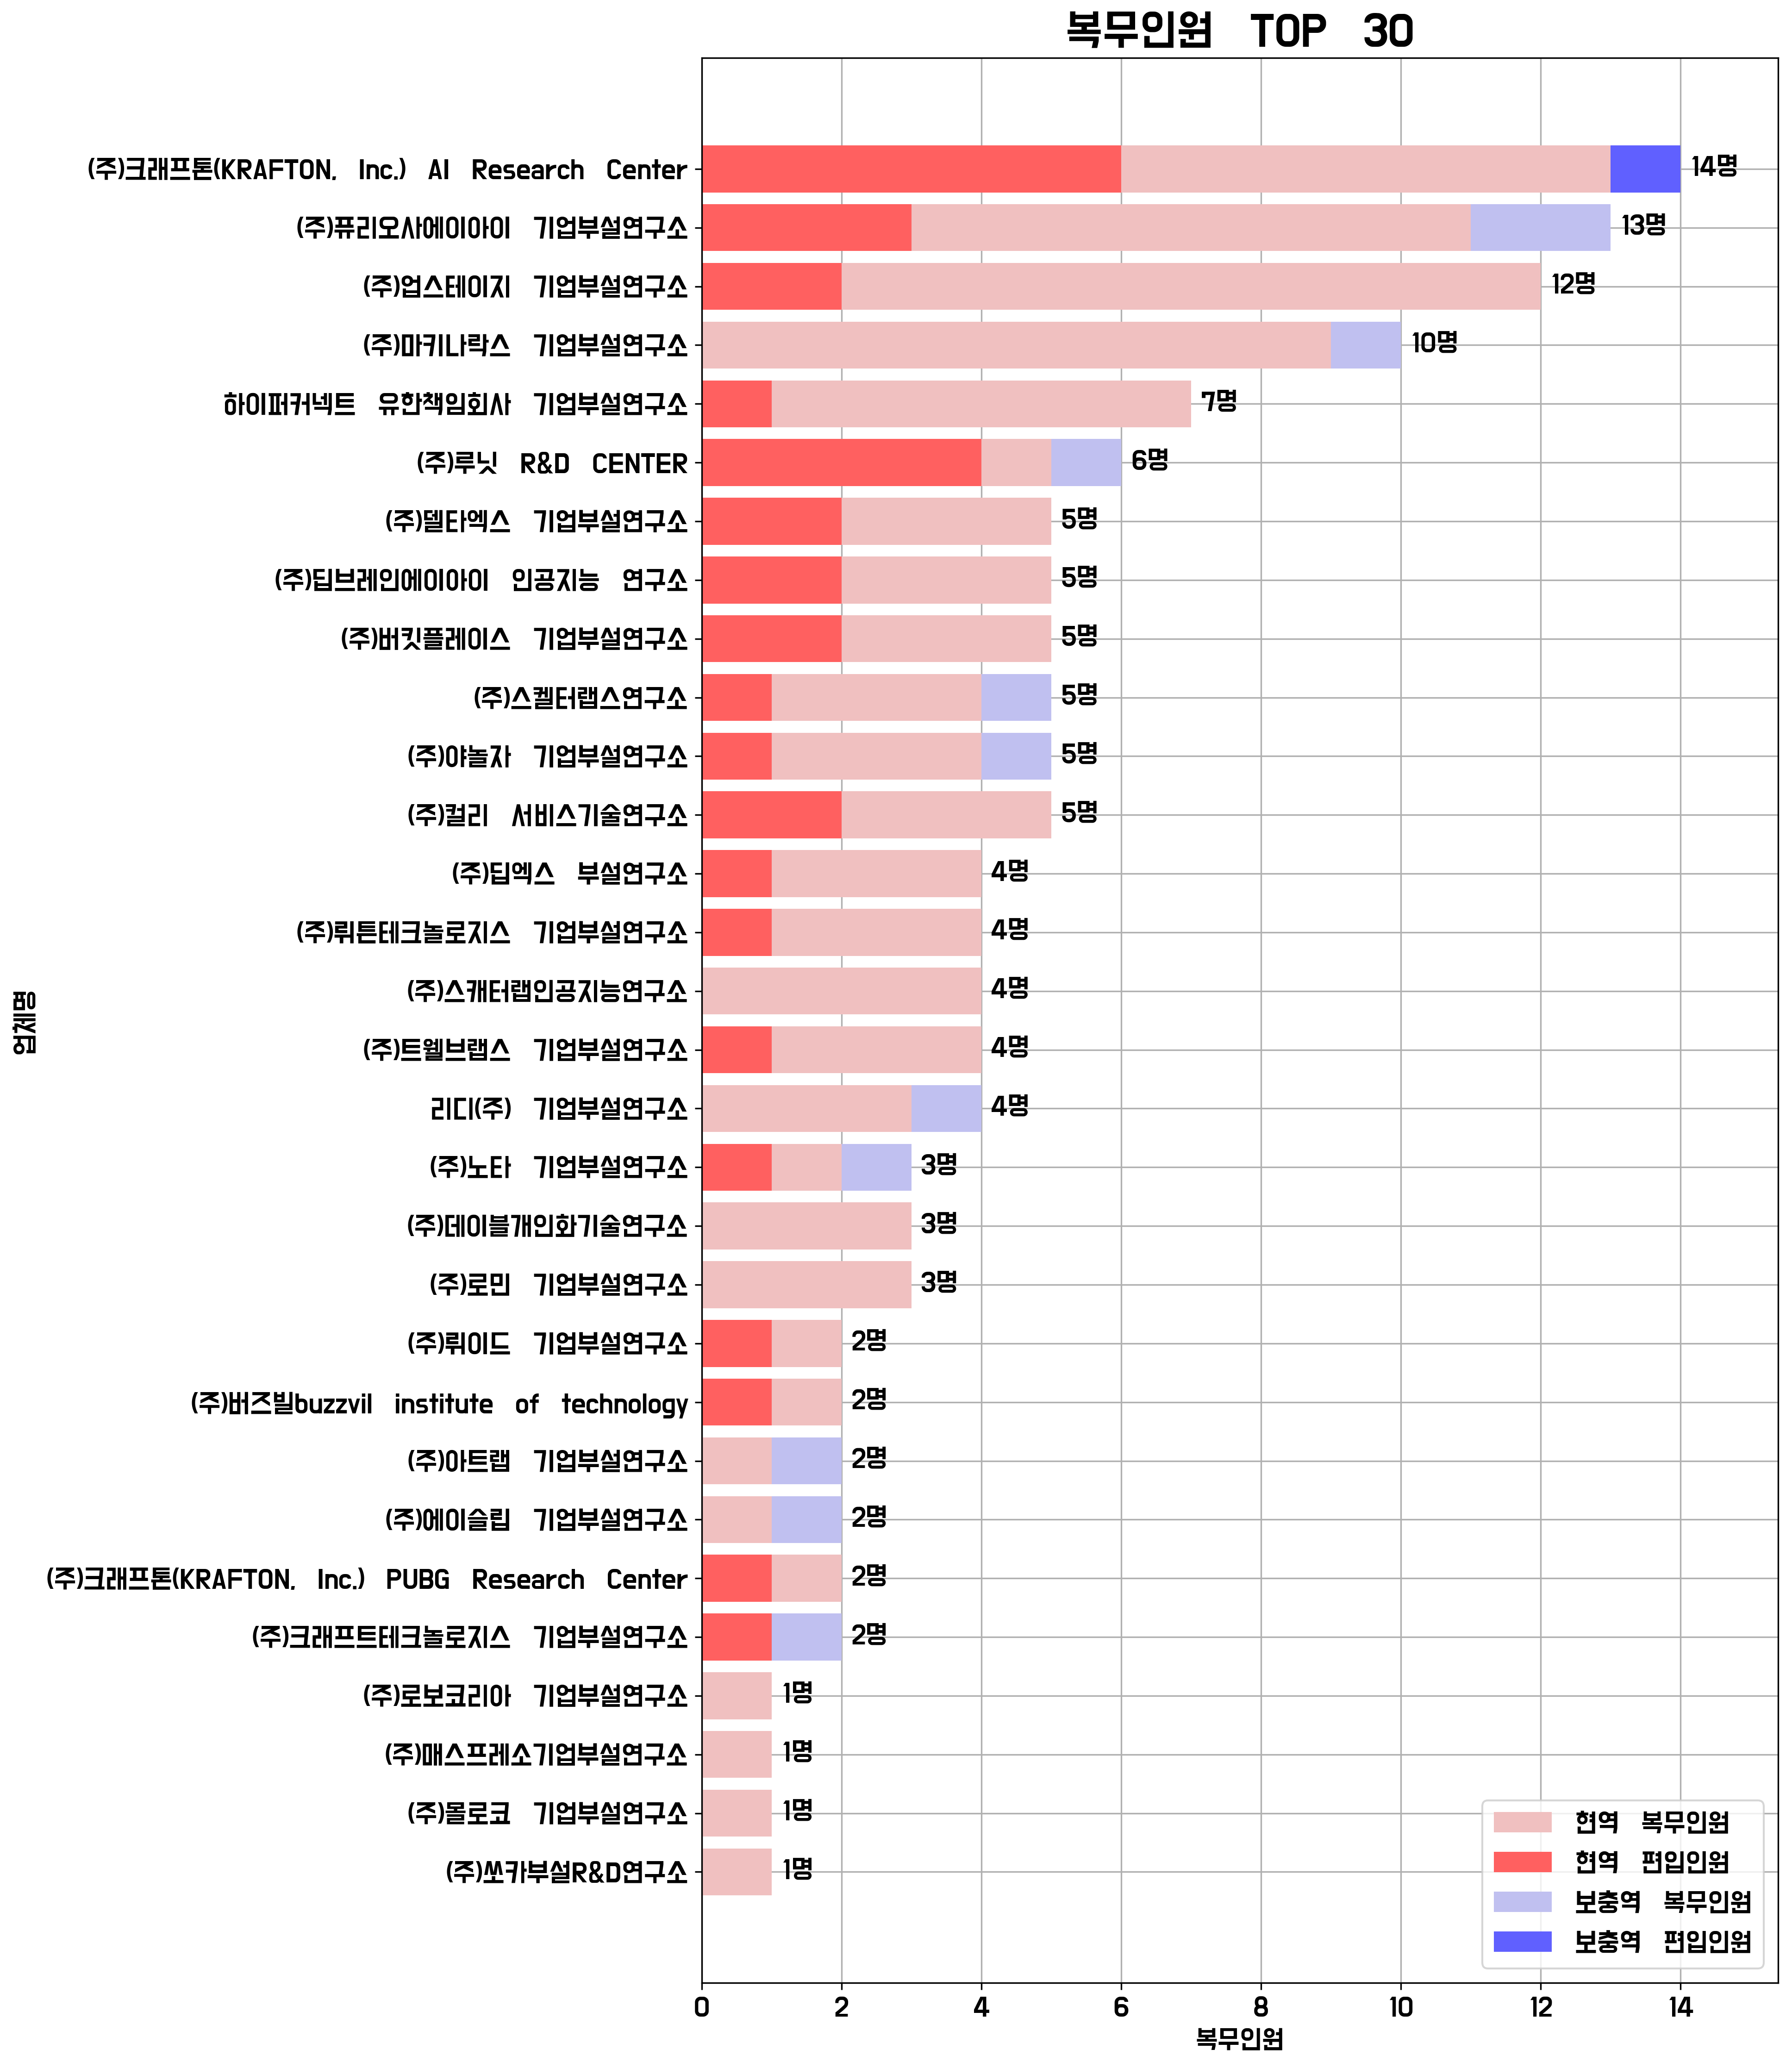 복무인원 TOP 30
(주)크래프톤(KRAFTON, Inc.) AI Research Center 14명
(주)퓨리오사에이아이 기업부설연구소 13명
(주)업스테이지 기업부설연구소 12명
(주)마키나락스 기업부설연구소 10명
하이퍼커넥트 유한책임회사 기업부설연구소 7명
(주)루닛 R&D CENTER 6명
(주)델타엑스 기업부설연구소 5명
(주)딥브레인에이아이 인공지능 연구소 5명
(주)버킷플레이스 기업부설연구소 5명
(주)스켈터랩스연구소 5명
(주)야놀자 기업부설연구소 5명
(주)컬리 서비스기술연구소 5명
(주)딥엑스 부설연구소 4명
(주)뤼튼테크놀로지스 기업부설연구소 4명
(주)스캐터랩인공지능연구소 4명
(주)트웰브랩스 기업부설연구소 4명
리디(주) 기업부설연구소 4명
(주)노타 기업부설연구소 3명
(주)데이블개인화기술연구소 3명
(주)로민 기업부설연구소 3명
(주)뤼이드 기업부설연구소 2명
(주)버즈빌buzzvil institute of technology 2명
(주)아트랩 기업부설연구소 2명
(주)에이슬립 기업부설연구소 2명
(주)크래프톤(KRAFTON, Inc.) PUBG Research Center 2명
(주)크래프트테크놀로지스 기업부설연구소 2명
(주)로보코리아 기업부설연구소 1명
(주)매스프레소기업부설연구소 1명
(주)몰로코 기업부설연구소 1명
(주)쏘카부설R&D연구소 1명
업체명
현역 복무인원
현역 편입인원
보충역 복무인원
보충역 편입인원
0 2 4 6 8 10 12 14
복무인원